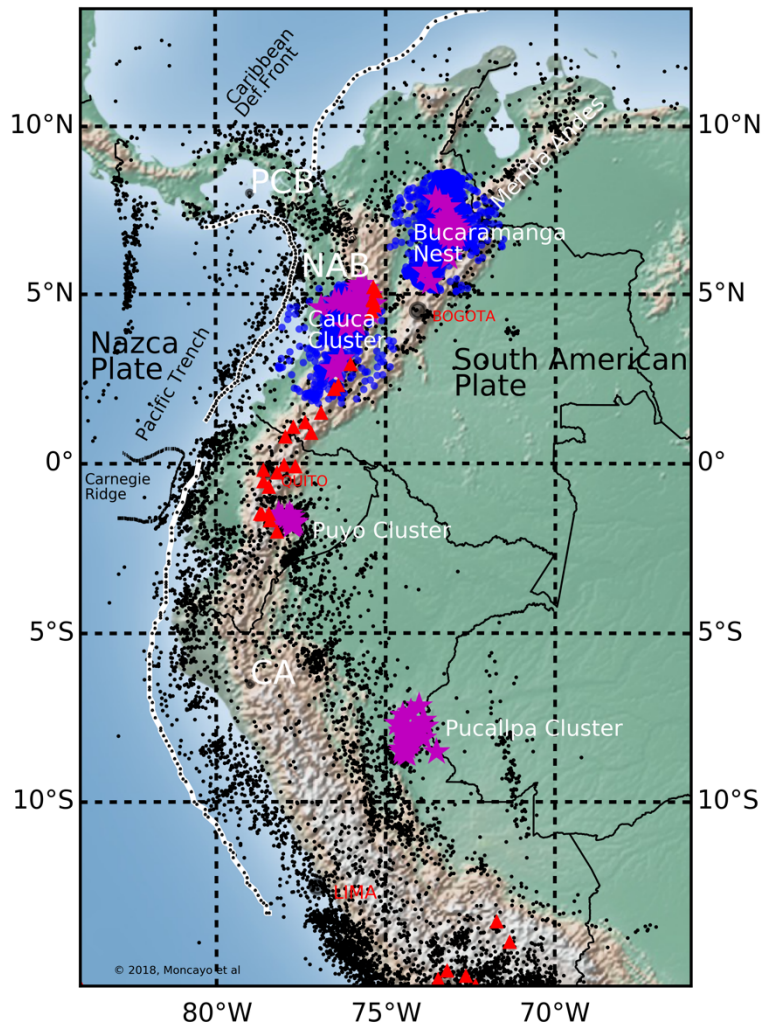 Caribbean
Def.Front
10°N
10°N
Merida Andes
PCB
Bucaramanga
Nest
NAB
5°N
5°N
Cauca
Cluster
BOGOTA
Nazca
Plate
Pacific Trench
South American
Plate
0°
0°
Carnegie
Ridge
QUITO
Puyo Cluster
5°S
5°S
CA
Pucallpa Cluster
10°S
10°S
LIMA
© 2018, Moncayo et al
80°W
75°W
70°W